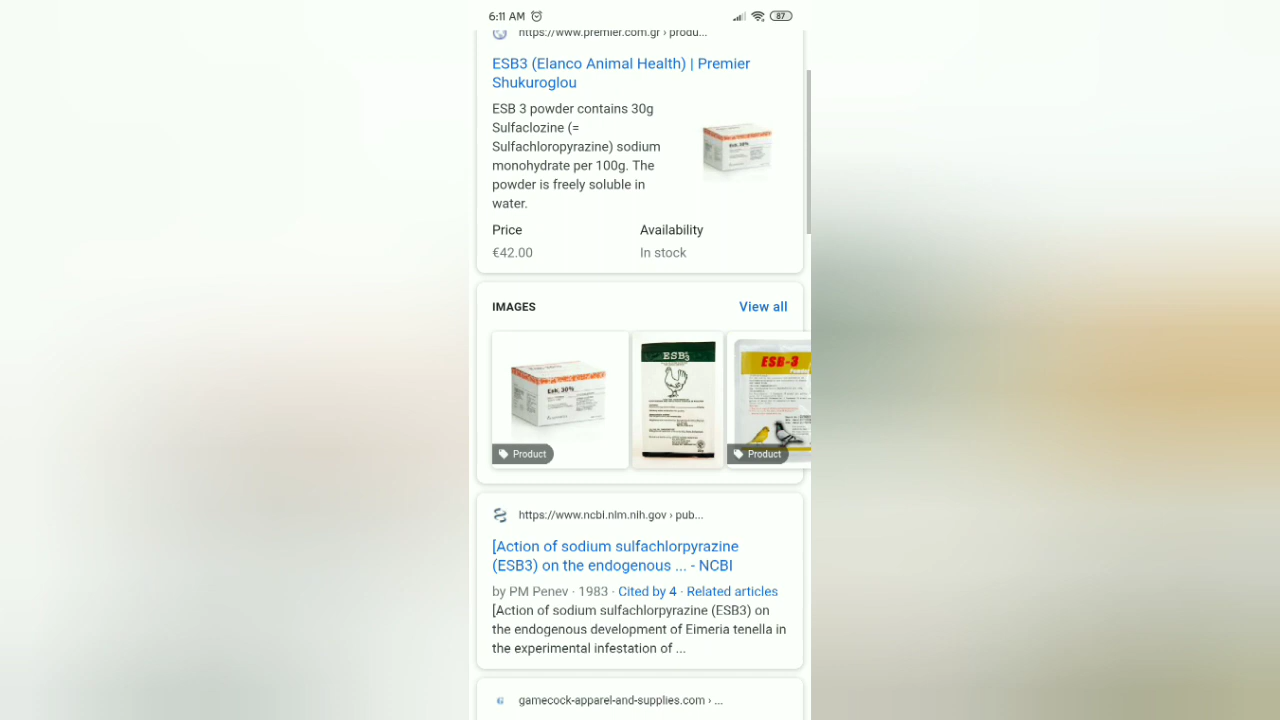 6:11 AM 87
https://www.premier.com.gr › produ...
ESB3 (Elanco Animal Health) | Premier
Shukuroglou
ESB 3 powder contains 30g
Sulfaclozine (=
Sulfachloropyrazine) sodium
monohydrate per 100g. The
powder is freely soluble in
water.
Price Availability
€42.00 In stock
IMAGES View all
ESB3
ESB-3
Product Product
https://www.ncbi.nlm.nih.gov › pub...
[Action of sodium sulfachlorpyrazine
(ESB3) on the endogenous ... - NCBI
by PM Penev · 1983 · Cited by 4 · Related articles
[Action of sodium sulfachlorpyrazine (ESB3) on
the endogenous development of Eimeria tenella in
the experimental infestation of ...
gamecock-apparel-and-supplies.com › ...